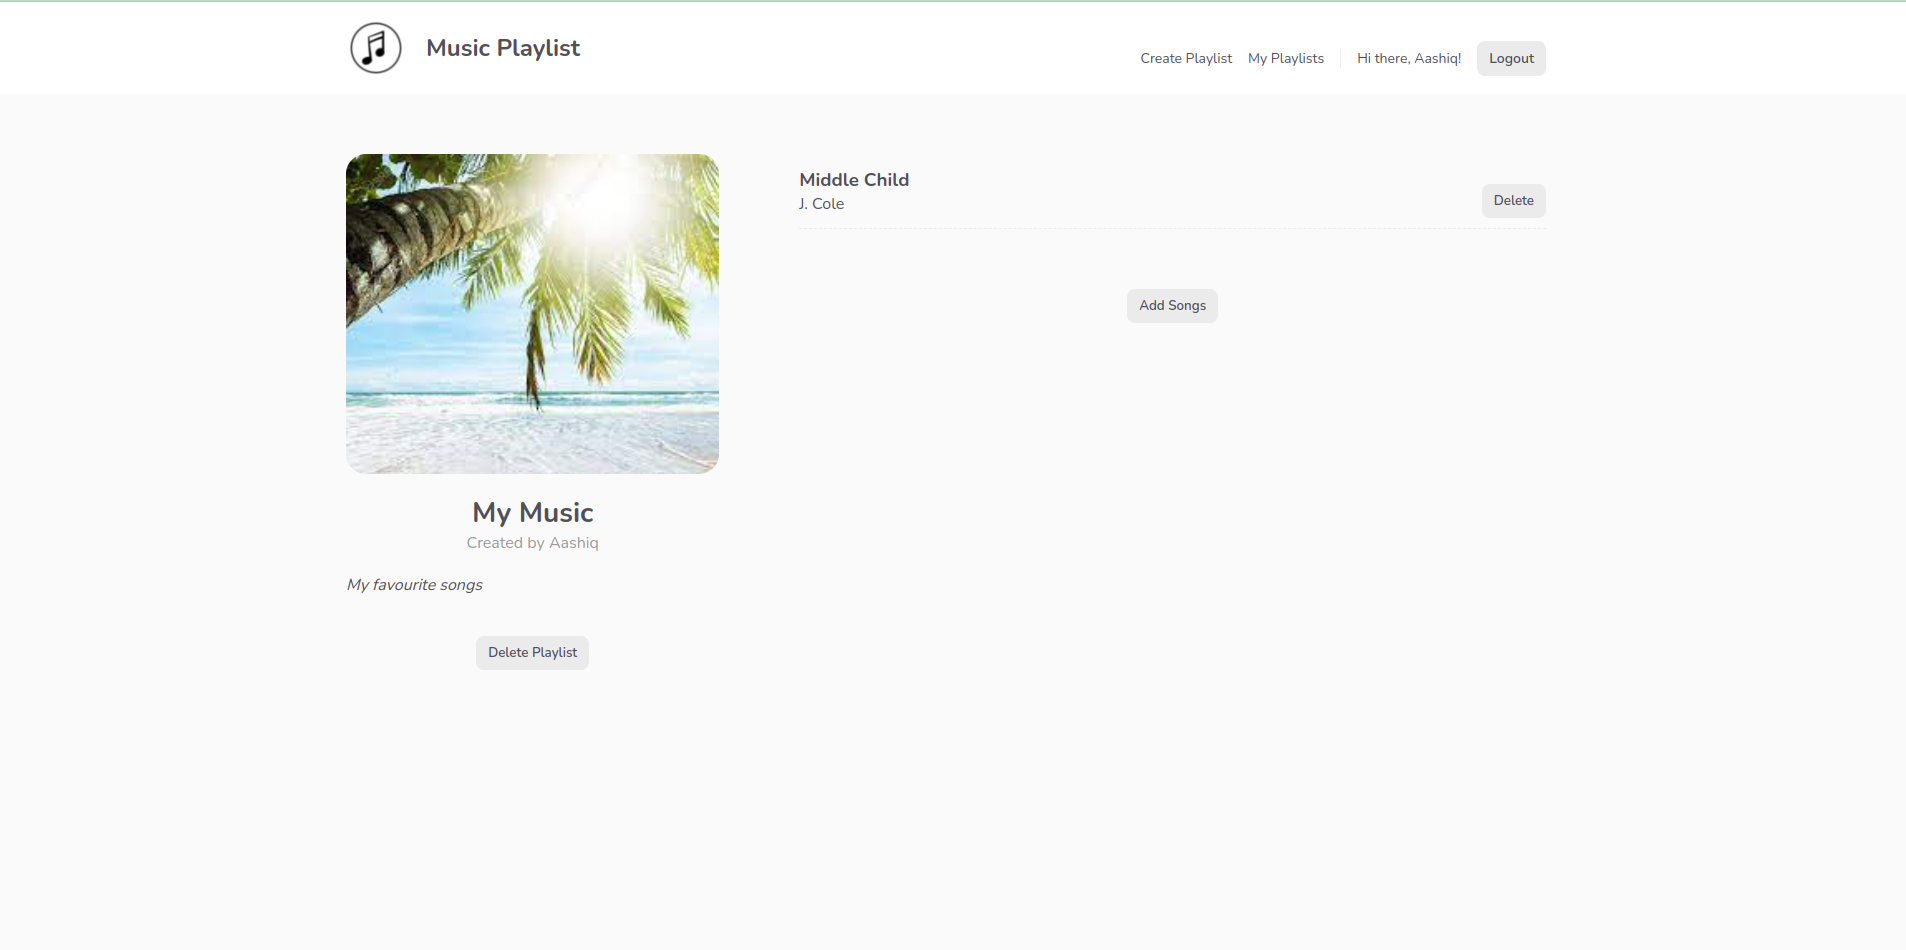 Music Playlist
Create Playlist My Playlists Hi there, Aashiq! Logout
Middle Child
J. Cole
Delete
Add Songs
My Music
Created by Aashiq
My favourite songs
Delete Playlist